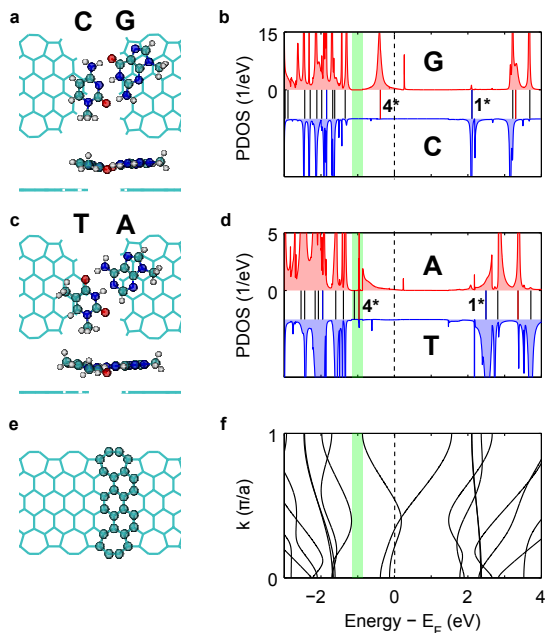 a
C G
b
PDOS (1/eV)
15
0
G
4*
1*
C
c
T A
d
PDOS (1/eV)
5
0
A
4*
1*
T
e
f
k (π/a)
1
0
−2 0 2 4
Energy − E_F (eV)